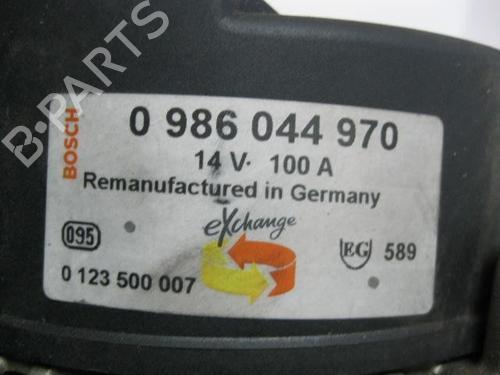 B-PARTS
BOSCH
0 986 044 970
14 V· 100 A
Remanufactured in Germany
eXchange
095
EG 589
0 123 500 007